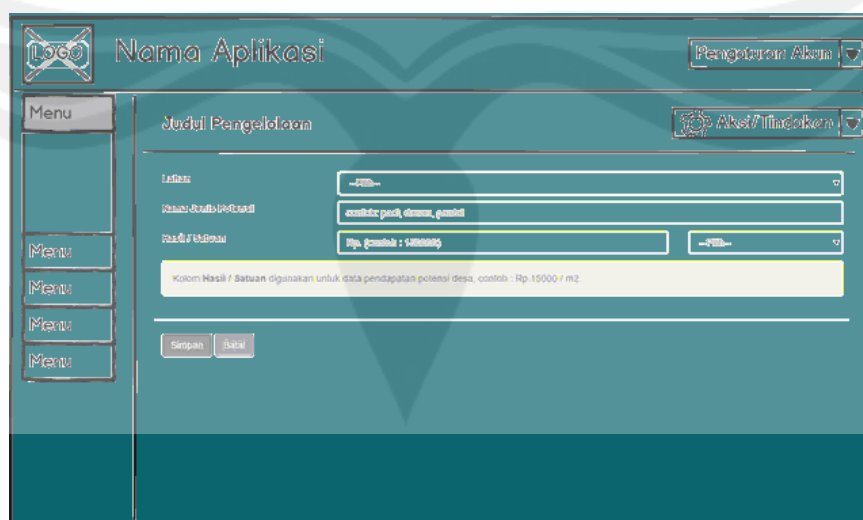 LOGO
Nama Aplikasi
Pengaturan Akun
Menu
Judul Pengelolaan
Aksi/Tindakan
Lahan
--Pilih--
Nama Jenis Potensi
contoh: padi, durian, pantai
Hasil / Satuan
Rp. (contoh : 150000)
--Pilih--
Kolom Hasil / Satuan digunakan untuk data pendapatan potensi desa, contoh : Rp.15000 / m2
Menu
Menu
Menu
Menu
Simpan
Batal